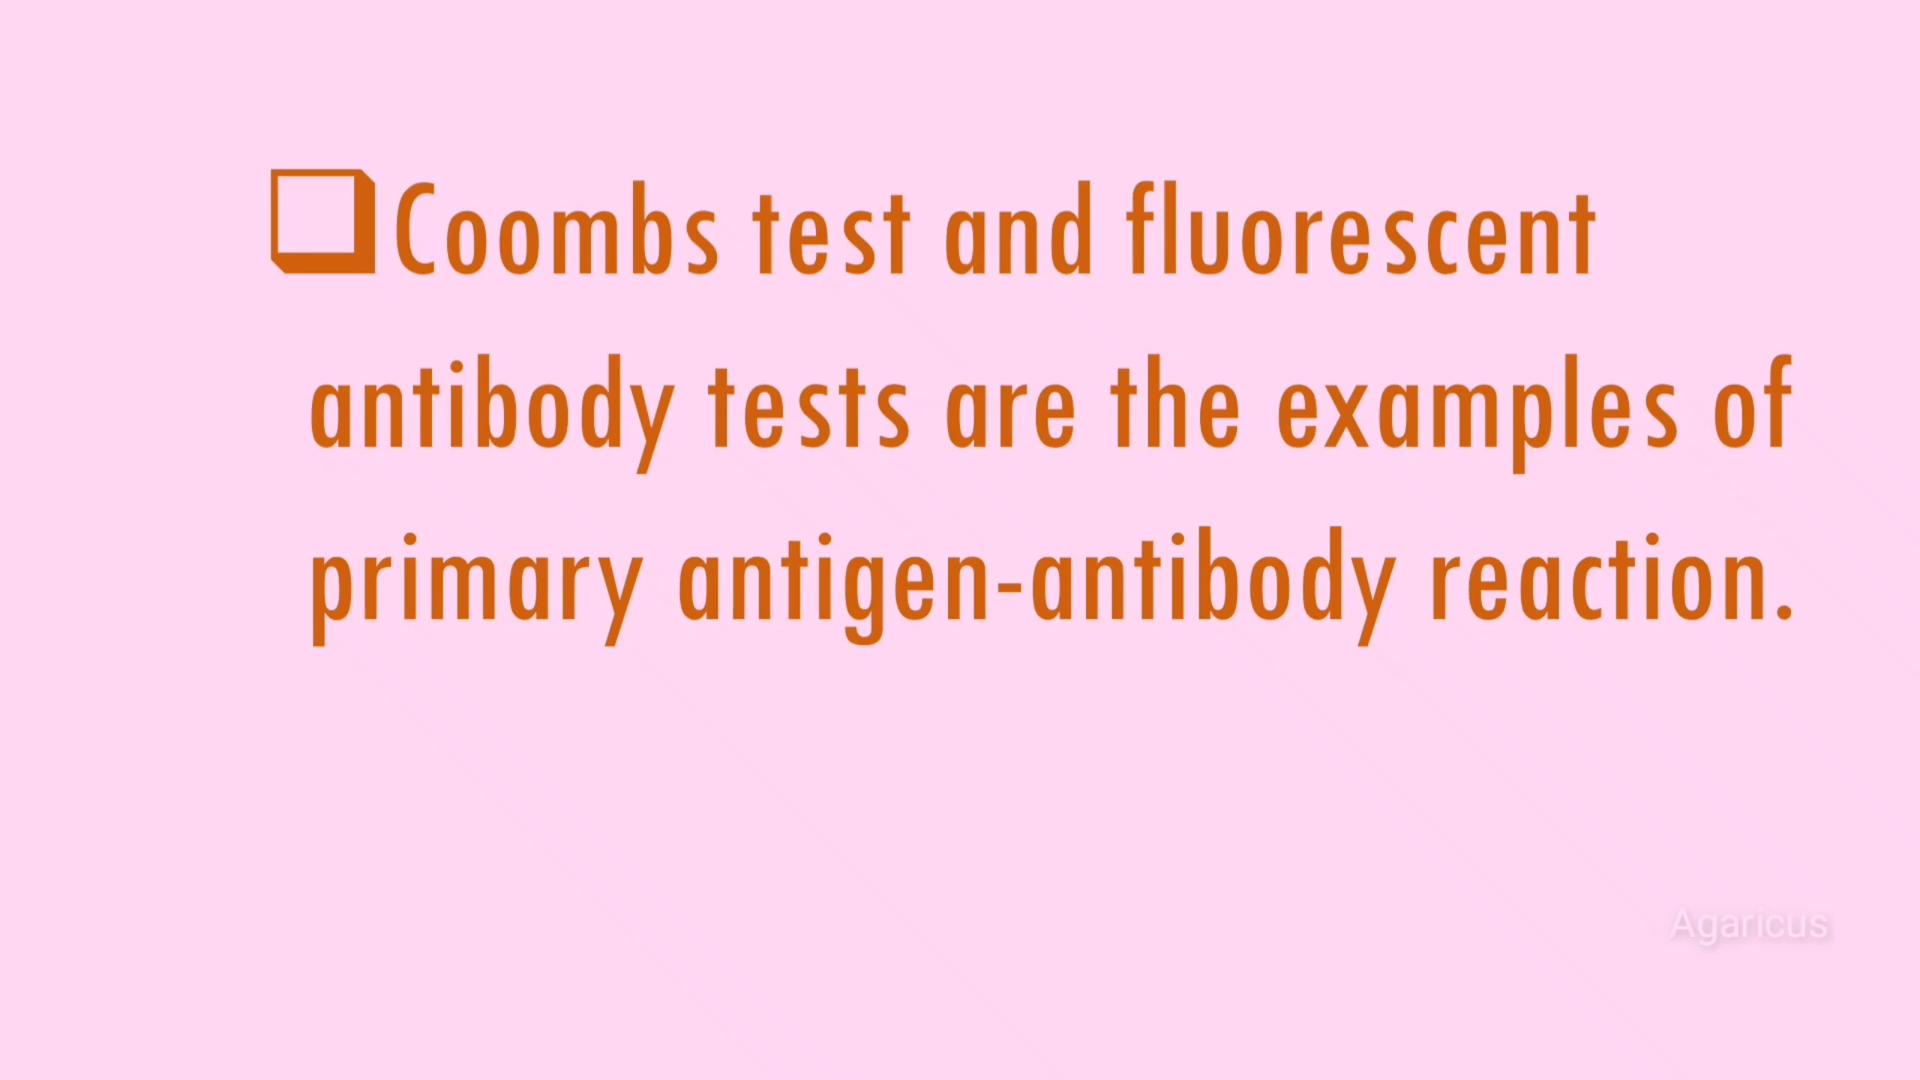 ❑Coombs test and fluorescent
antibody tests are the examples of
primary antigen-antibody reaction.
Agaricus